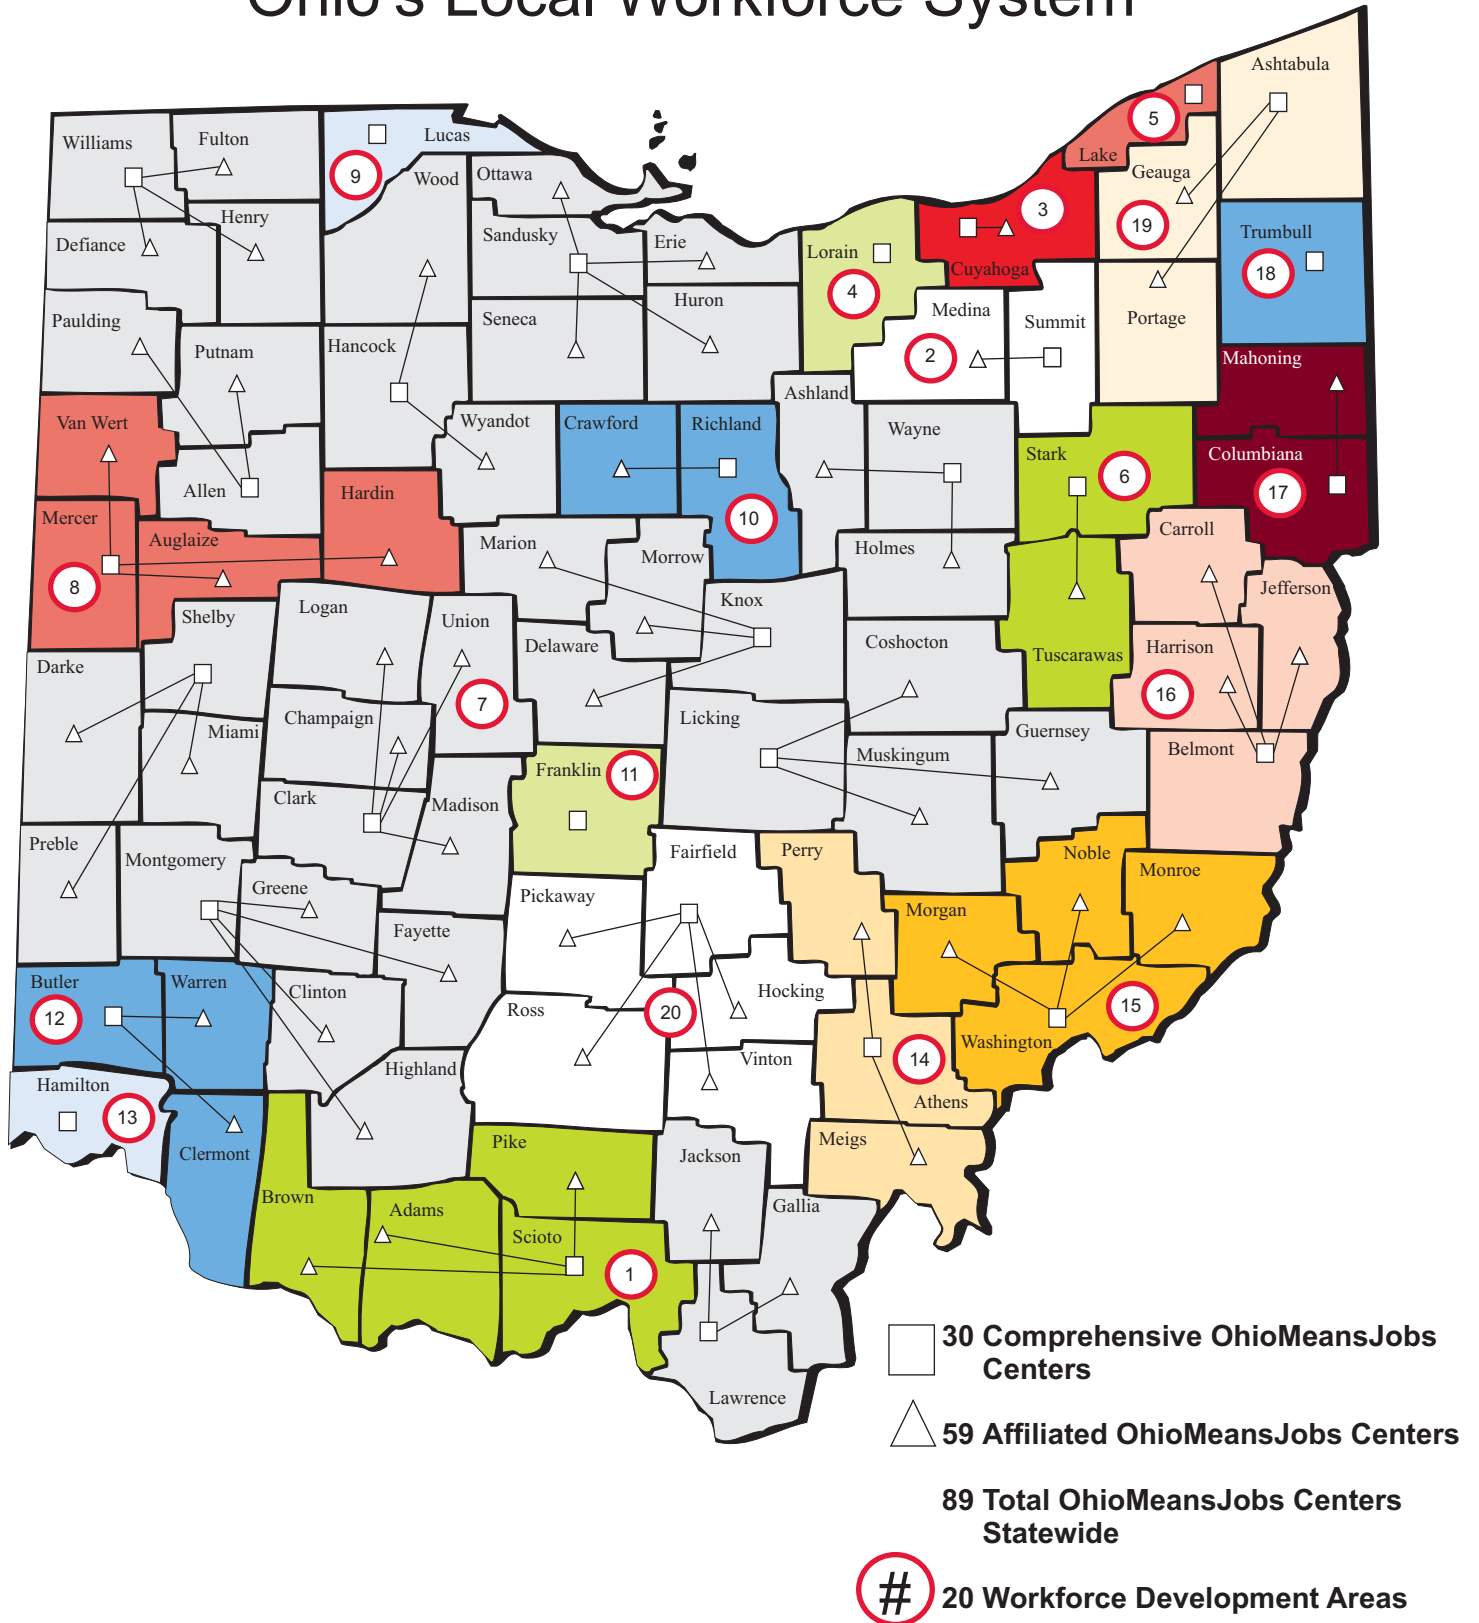 Ohio's Local Workforce System
Ashtabula
5
Williams
Fulton
Lucas
Lake
9
Wood
Ottawa
Geauga
3
19
Henry
Defiance
Sandusky
Erie
Lorain
Trumbull
Cuyahoga
18
4
Huron
Medina
Paulding
Seneca
Summit
Portage
Putnam
Hancock
2
Mahoning
Ashland
Van Wert
Wyandot
Crawford
Richland
Wayne
Stark
Columbiana
6
Allen
Hardin
17
Mercer
10
Carroll
Auglaize
Marion
Morrow
Holmes
8
Jefferson
Shelby
Logan
Union
Knox
Delaware
Coshocton
Tuscarawas
Harrison
Darke
16
7
Champaign
Licking
Miami
Guernsey
Belmont
Muskingum
Franklin
11
Clark
Madison
Preble
Montgomery
Fairfield
Perry
Noble
Monroe
Greene
Pickaway
Morgan
Fayette
Butler
Warren
Clinton
Hocking
12
Ross
20
15
Washington
Vinton
14
Highland
Hamilton
13
Athens
Pike
Meigs
Clermont
Jackson
Brown
Adams
Gallia
Scioto
1
Lawrence
30 Comprehensive OhioMeansJobs
Centers
59 Affiliated OhioMeansJobs Centers
89 Total OhioMeansJobs Centers
Statewide
# 20 Workforce Development Areas